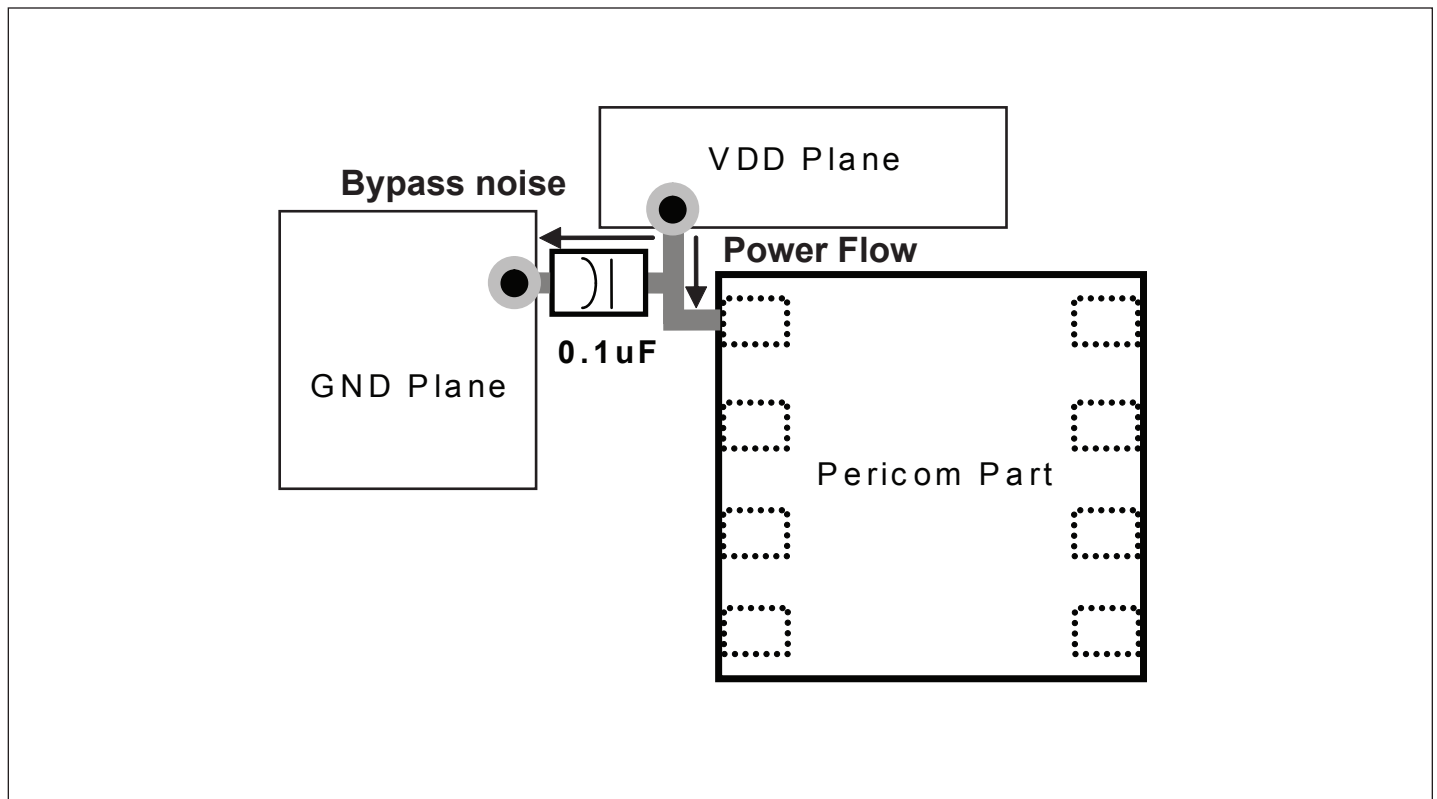 VDD Plane
Bypass noise
Power Flow
0.1uF
GND Plane
Pericom Part